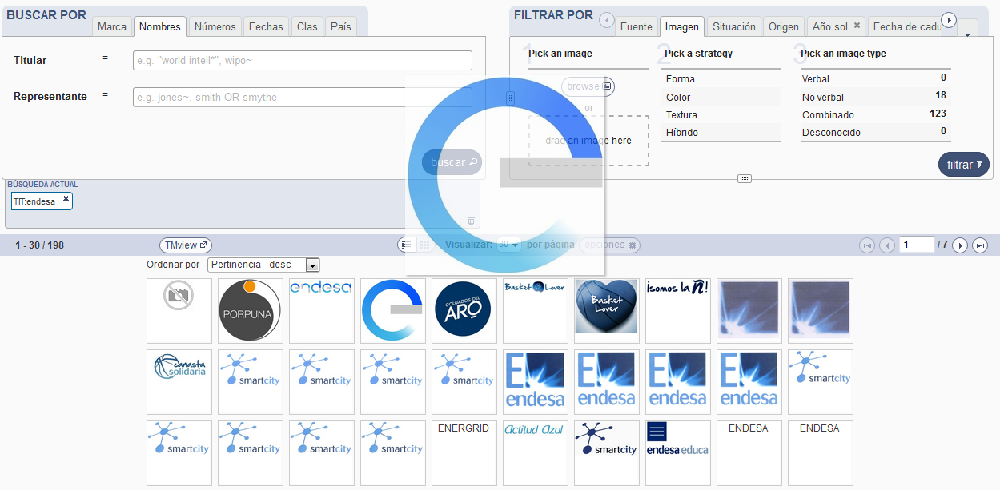 BUSCAR POR
Marca Nombres Números Fechas Clas País
Titular = e.g. "world intell*", wipo~
Representante = e.g. jones~, smith OR smythe
buscar
FILTRAR POR
Fuente Imagen Situación Origen Año sol. Fecha de cadu
1 Pick an image
browse
or
drag an image here
2 Pick a strategy
Forma
Color
Textura
Híbrido
3 Pick an image type
Verbal 0
No verbal 18
Combinado 123
Desconocido 0
filtrar
BÚSQUEDA ACTUAL
TIT:endesa
1 - 30 / 198 TMview Visualizar: 30 por página opciones 1 / 7
Ordenar por Pertinencia - desc
PORPUNA
endesa
COLGADOS DEL
ARO
Basket Lover
Basket
Lover
¡somos la ñ!
canasta
solidaria
smartcity
smartcity
smartcity
smartcity
E
endesa
E
endesa
E
endesa
E
endesa
smartcity
smartcity
smartcity
smartcity
smartcity
ENERGRID
Actitud Azul
smartcity
endesa educa
ENDESA
ENDESA